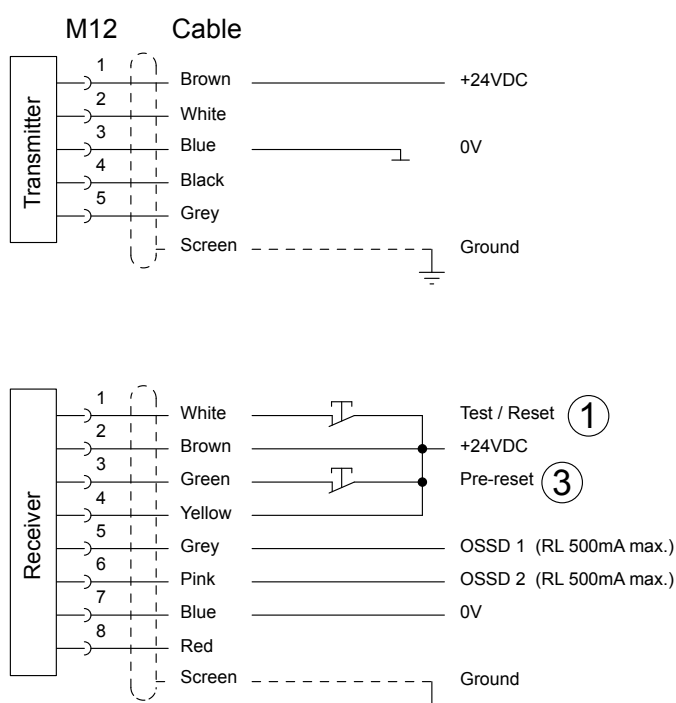 M12 Cable
Transmitter
1 Brown +24VDC
2 White
3 Blue 0V
4 Black
5 Grey
Screen Ground
Receiver
1 White Test / Reset 1
2 Brown +24VDC
3 Green Pre-reset 3
4 Yellow
5 Grey OSSD 1 (RL 500mA max.)
6 Pink OSSD 2 (RL 500mA max.)
7 Blue 0V
8 Red
Screen Ground